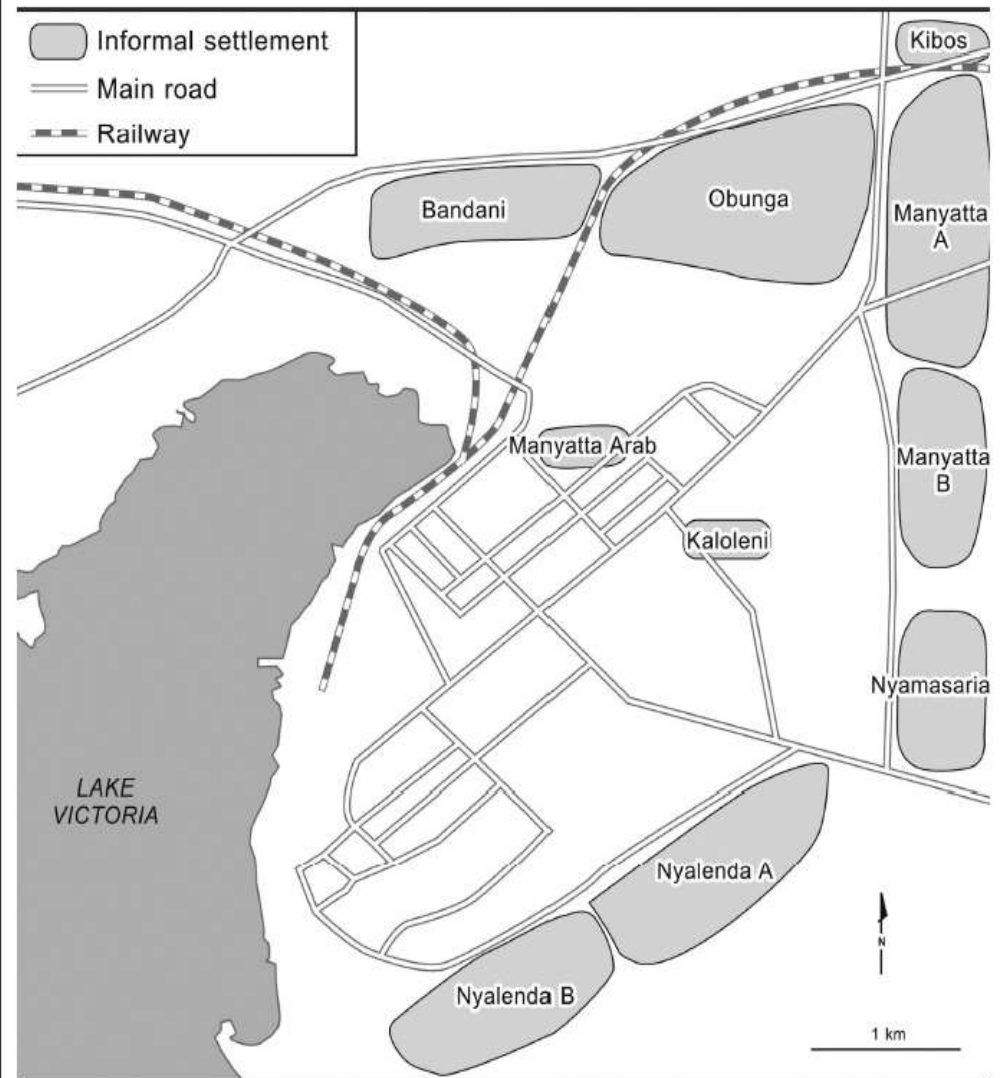 Informal settlement
Main road
Railway
Kibos
Bandani
Obunga
Manyatta
A
Manyatta Arab
Manyatta
B
Kaloleni
Nyamasaria
LAKE
VICTORIA
Nyalenda A
Nyalenda B
N
1 km